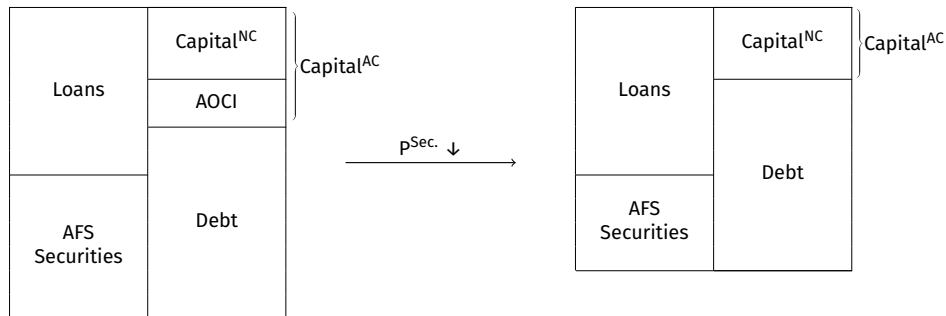 Loans
Capital^NC
AOCI
Capital^AC
AFS
Securities
Debt
P^Sec. ↓
Loans
Capital^NC
Capital^AC
AFS
Securities
Debt